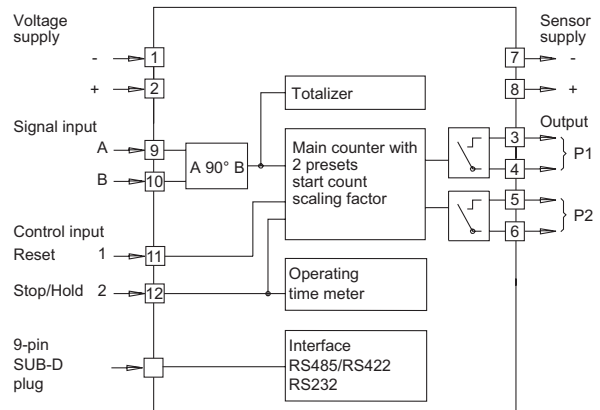 Voltage
supply
- 1
+ 2
Signal input
A 9
B 10
A 90° B
Control input
Reset 1 11
Stop/Hold 2 12
9-pin
SUB-D
plug
Totalizer
Main counter with
2 presets
start count
scaling factor
Operating
time meter
Interface
RS485/RS422
RS232
Sensor
supply
7 -
8 +
Output
3
4
P1
5
6
P2